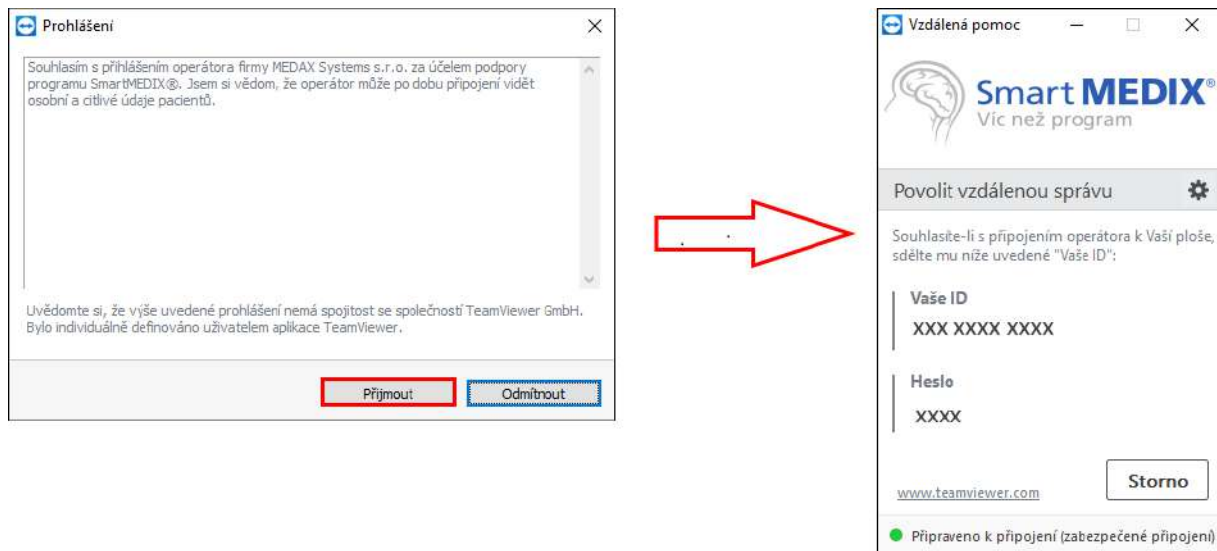 Prohlášení
Souhlasím s přihlášením operátora firmy MEDAX Systems s.r.o. za účelem podpory
programu SmartMEDIX®. Jsem si vědom, že operátor může po dobu připojení vidět
osobní a citlivé údaje pacientů.
Uvědomte si, že výše uvedené prohlášení nemá spojitost se společností TeamViewer GmbH.
Bylo individuálně definováno uživatelem aplikace TeamViewer.
Přijmout
Odmítnout
Vzdálená pomoc
Smart MEDIX®
Víc než program
Povolit vzdálenou správu
Souhlasíte-li s připojením operátora k Vaší ploše,
sdělte mu níže uvedené "Vaše ID":
Vaše ID
XXX XXXX XXXX
Heslo
XXXX
www.teamviewer.com
Storno
Připraveno k připojení (zabezpečené připojení)